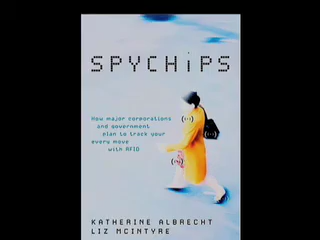 SPYCHiPS
How major corporations
and government
plan to track your
every move
with RFID
KATHERINE ALBRECHT
LIZ MCINTYRE